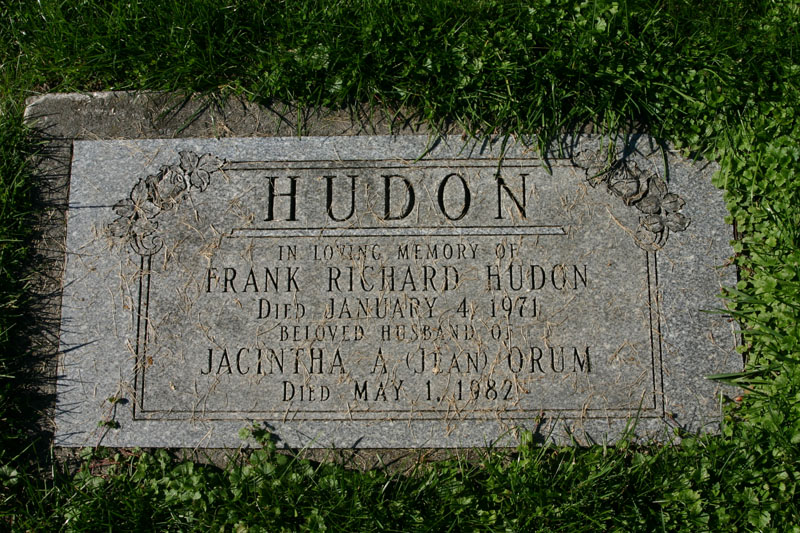 HUDON
IN LOVING MEMORY OF
FRANK RICHARD HUDON
DIED JANUARY 4, 1971
BELOVED HUSBAND OF
JACINTHA A (JEAN) ORUM
DIED MAY 1, 1982